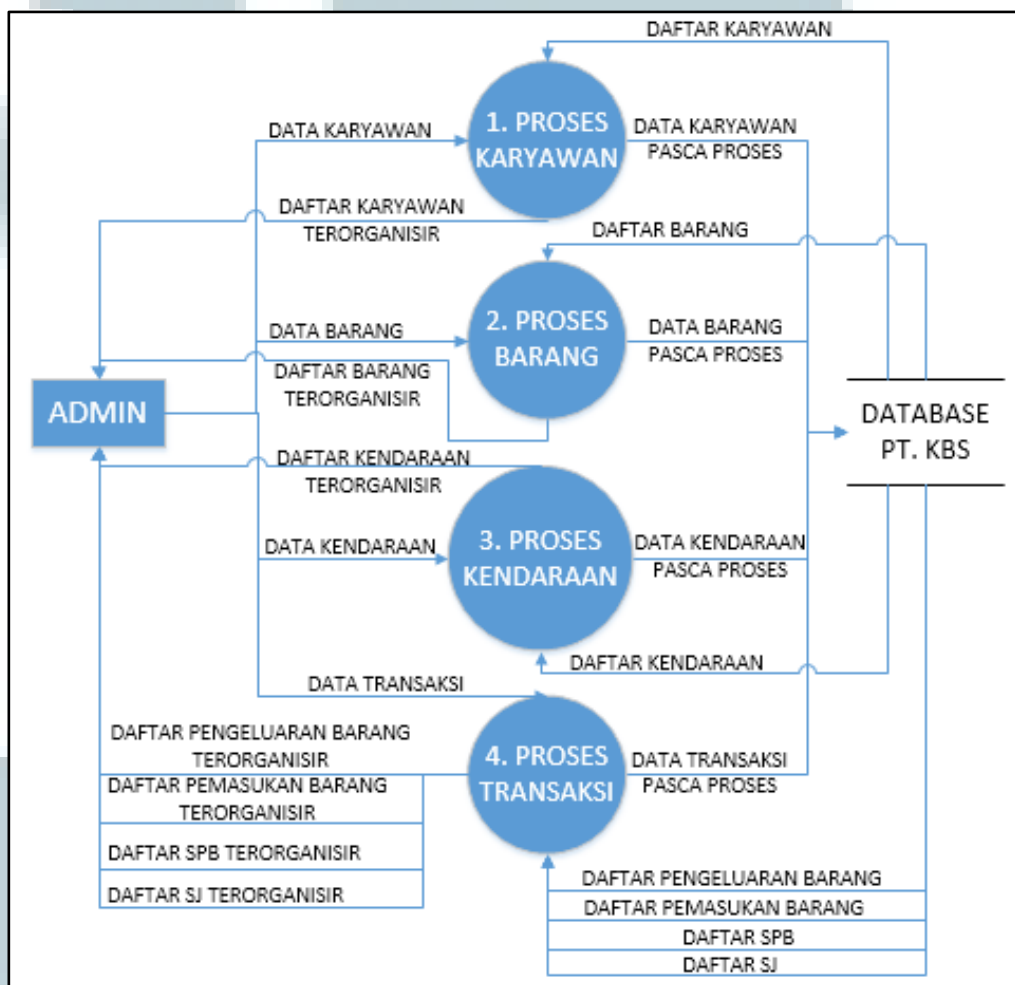 DAFTAR KARYAWAN
1. PROSES
KARYAWAN
DATA KARYAWAN
DATA KARYAWAN
PASCA PROSES
DAFTAR KARYAWAN
TERORGANISIR
DAFTAR BARANG
2. PROSES
BARANG
DATA BARANG
DATA BARANG
PASCA PROSES
DAFTAR BARANG
TERORGANISIR
ADMIN
DATABASE
PT. KBS
DAFTAR KENDARAAN
TERORGANISIR
3. PROSES
KENDARAAN
DATA KENDARAAN
DATA KENDARAAN
PASCA PROSES
DAFTAR KENDARAAN
DATA TRANSAKSI
4. PROSES
TRANSAKSI
DATA TRANSAKSI
PASCA PROSES
DAFTAR PENGELUARAN BARANG
TERORGANISIR
DAFTAR PEMASUKAN BARANG
TERORGANISIR
DAFTAR SPB TERORGANISIR
DAFTAR SJ TERORGANISIR
DAFTAR PENGELUARAN BARANG
DAFTAR PEMASUKAN BARANG
DAFTAR SPB
DAFTAR SJ